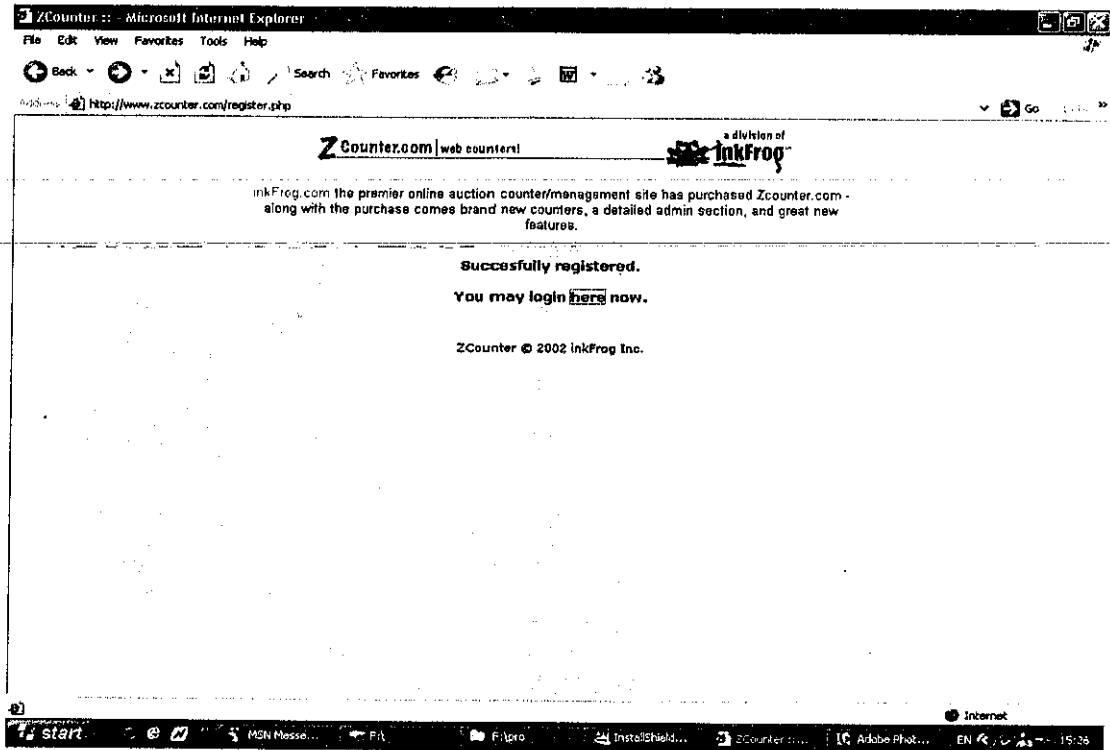 ZCounter :: - Microsoft Internet Explorer
File Edit View Favorites Tools Help
Back Search Favorites
http://www.zcounter.com/register.php Go
a division of
ZCounter.com | web counters! inkFrog
inkFrog.com the premier online auction counter/management site has purchased Zcounter.com -
along with the purchase comes brand new counters, a detailed admin section, and great new
features.
Succesfully registered.
You may login here now.
ZCounter © 2002 inkFrog Inc.
Internet
start MSN Messe... F:\ F:\pro InstallShield... ZCounter ::... Adobe Phot... EN 15:26